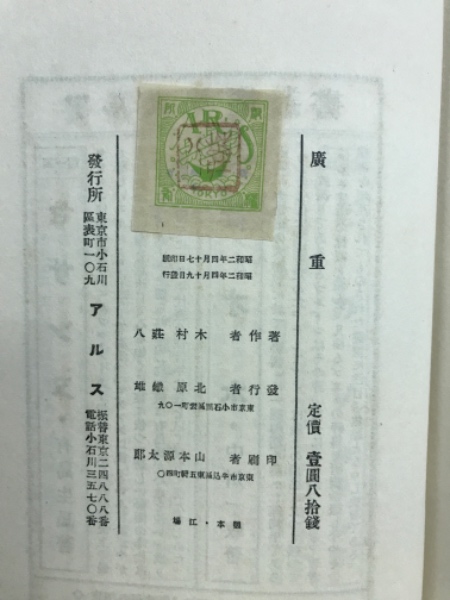 廣重
定價 壹圓八拾錢
ARS
TOKYO
昭和二年四月十七日印刷
昭和二年四月十九日發行
著作者 木村莊八
發行者 北原鐵雄
東京市小石川區表町一〇九
印刷者 山本源太郎
東京市牛込區東五軒町四〇
製本・江場
發行所
東京市小石川
區表町一〇九
アルス
振替東京二四八八八番
電話小石川三五七〇番